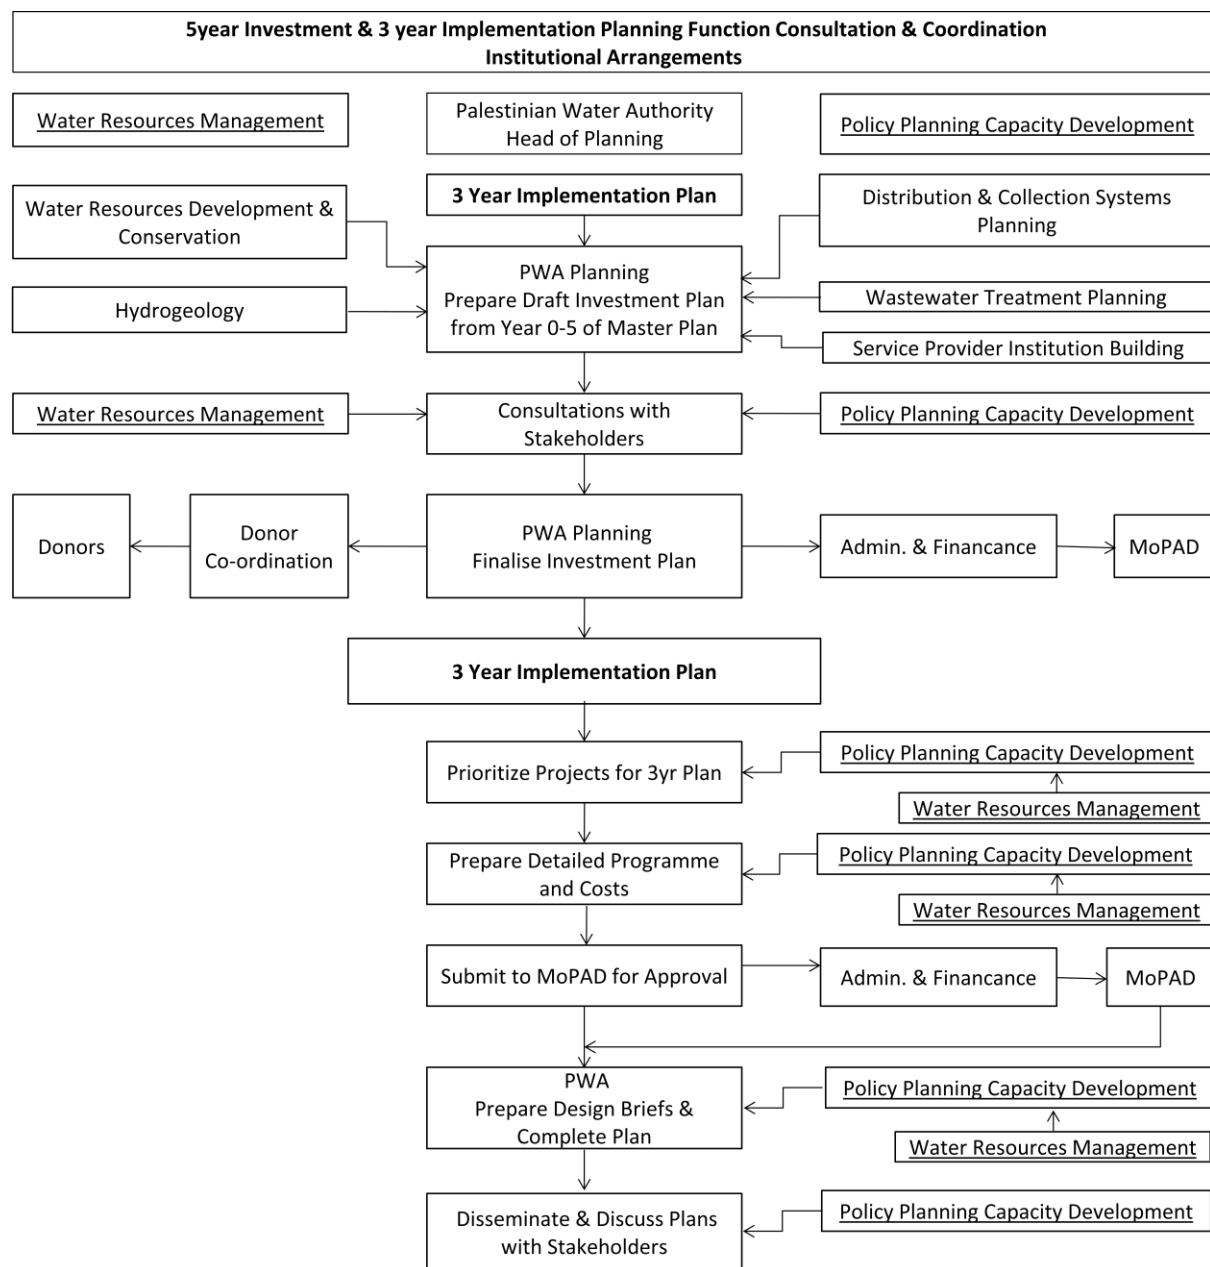 5year Investment & 3 year Implementation Planning Function Consultation & Coordination
Institutional Arrangements
Water Resources Management
Palestinian Water Authority
Head of Planning
Policy Planning Capacity Development
3 Year Implementation Plan
Water Resources Development &
Conservation
Distribution & Collection Systems
Planning
PWA Planning
Prepare Draft Investment Plan
from Year 0-5 of Master Plan
Hydrogeology
Wastewater Treatment Planning
Service Provider Institution Building
Water Resources Management
Consultations with
Stakeholders
Policy Planning Capacity Development
Donors
Donor
Co-ordination
PWA Planning
Finalise Investment Plan
Admin. & Financance
MoPAD
3 Year Implementation Plan
Prioritize Projects for 3yr Plan
Policy Planning Capacity Development
Water Resources Management
Prepare Detailed Programme
and Costs
Policy Planning Capacity Development
Water Resources Management
Submit to MoPAD for Approval
Admin. & Financance
MoPAD
PWA
Prepare Design Briefs &
Complete Plan
Policy Planning Capacity Development
Water Resources Management
Disseminate & Discuss Plans
with Stakeholders
Policy Planning Capacity Development